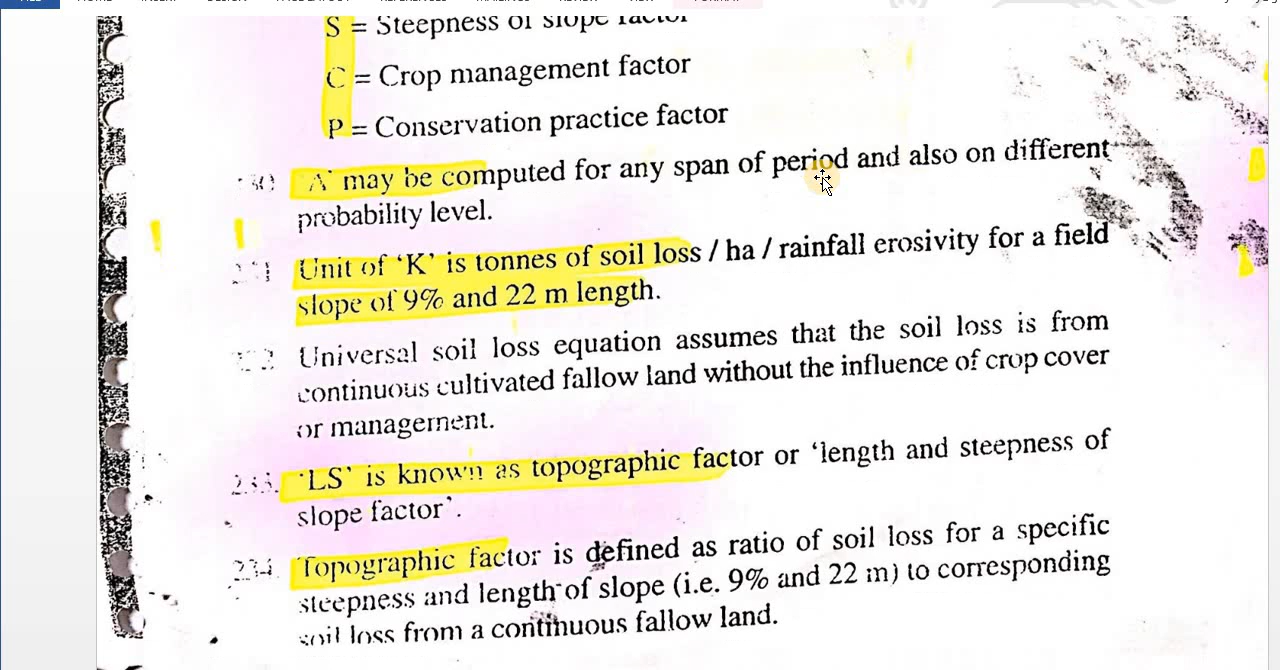 S = Steepness of slope factor
C = Crop management factor
P = Conservation practice factor
'A' may be computed for any span of period and also on different
probability level.
Unit of 'K' is tonnes of soil loss / ha / rainfall erosivity for a field
slope of 9% and 22 m length.
Universal soil loss equation assumes that the soil loss is from
continuous cultivated fallow land without the influence of crop cover
or management.
233. 'LS' is known as topographic factor or 'length and steepness of
slope factor'.
234. Topographic factor is defined as ratio of soil loss for a specific
steepness and length of slope (i.e. 9% and 22 m) to corresponding
soil loss from a continuous fallow land.